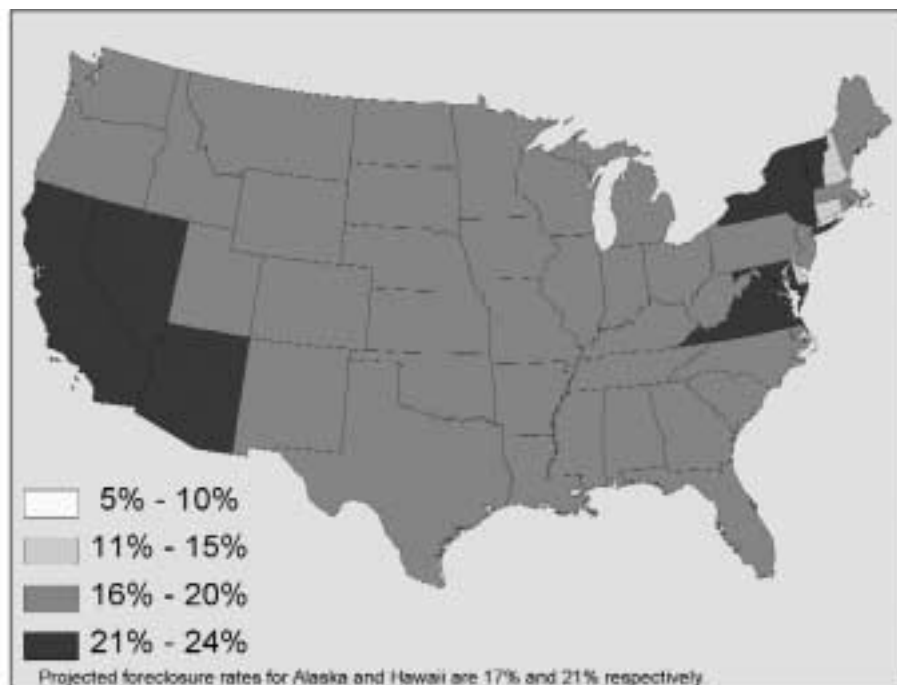 5% - 10%
11% - 15%
16% - 20%
21% - 24%
Projected foreclosure rates for Alaska and Hawaii are 17% and 21% respectively.